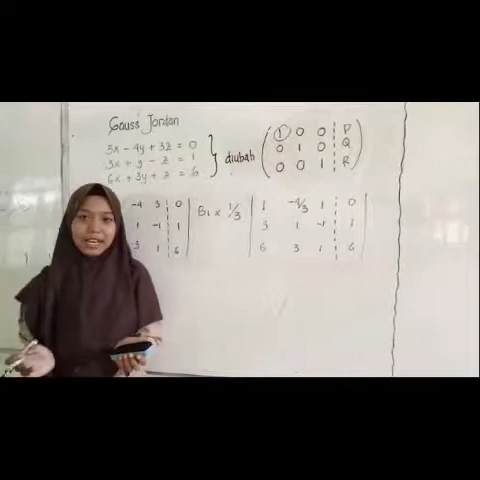 Gauss Jordan
3x - 4y + 3z = 0
3x + y - z = 1
6x + 3y + z = 6
diubah
1 0 0 P
0 1 0 Q
0 0 1 R
-4 3 0
1 -1 1
3 1 6
B1 x 1/3
1 -4/3 1 0
3 1 -1 1
6 3 1 6